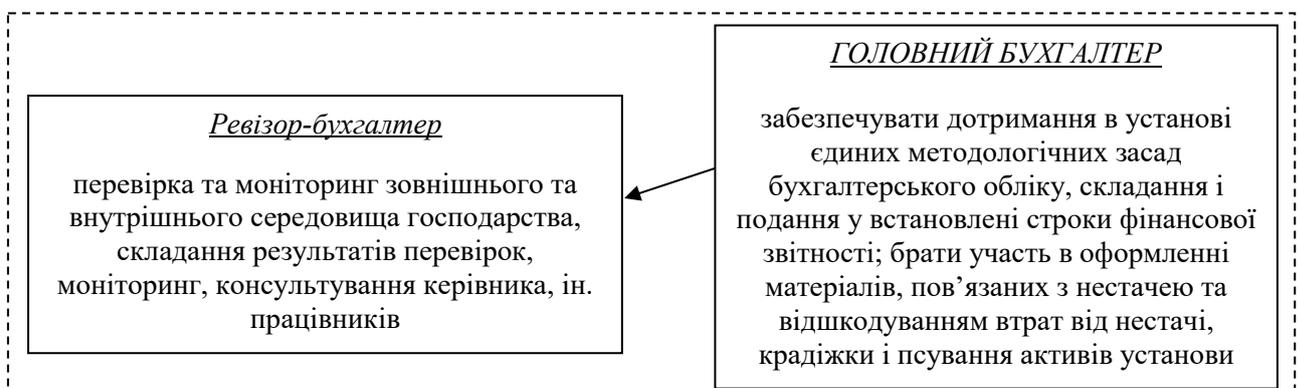 Ревізор-бухгалтер
перевірка та моніторинг зовнішнього та
внутрішнього середовища господарства,
складання результатів перевірок,
моніторинг, консультування керівника, ін.
працівників
ГОЛОВНИЙ БУХГАЛТЕР
забезпечувати дотримання в установі
єдиних методологічних засад
бухгалтерського обліку, складання і
подання у встановлені строки фінансової
звітності; брати участь в оформленні
матеріалів, пов’язаних з нестачею та
відшкодуванням втрат від нестачі,
крадіжки і псування активів установи